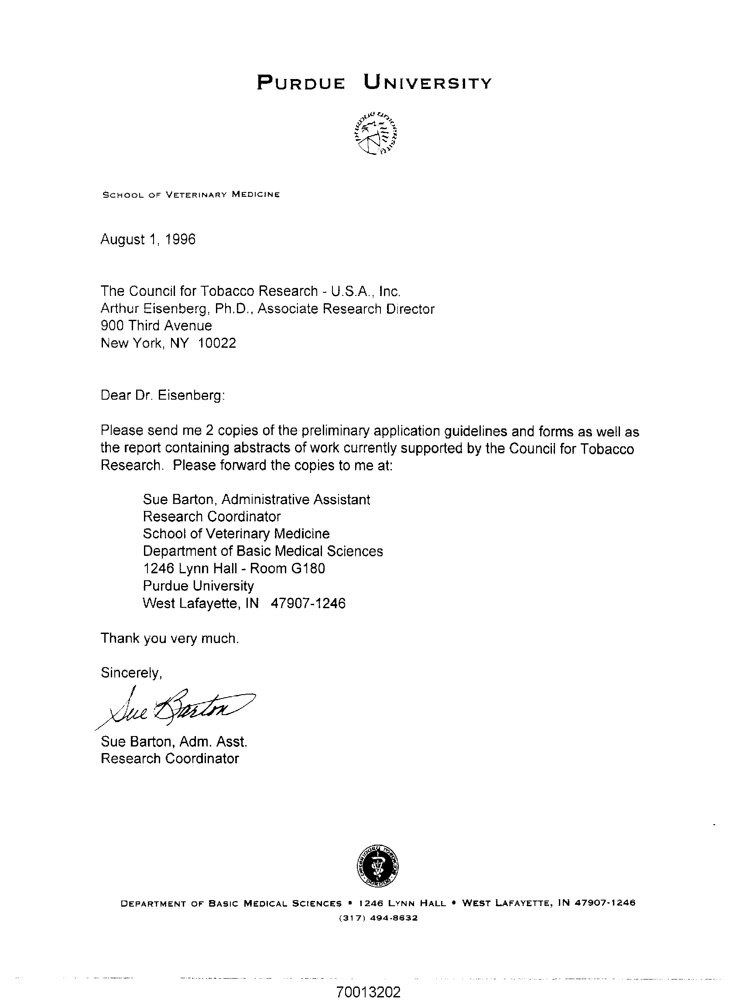 PURDUE UNIVERSITY
SCHOOL OF VETERINARY MEDICINE
August 1, 1996
The Council for Tobacco Research - U.S.A., Inc.
Arthur Eisenberg, Ph.D., Associate Research Director
900 Third Avenue
New York, NY 10022
Dear Dr. Eisenberg:
Please send me 2 copies of the preliminary application guidelines and forms as well as
the report containing abstracts of work currently supported by the Council for Tobacco
Research. Please forward the copies to me at:
Sue Barton, Administrative Assistant
Research Coordinator
School of Veterinary Medicine
Department of Basic Medical Sciences
1246 Lynn Hall - Room G180
Purdue University
West Lafayette, IN 47907-1246
Thank you very much.
Sincerely,
Sue Barton
Sue Barton, Adm. Asst.
Research Coordinator
DEPARTMENT OF BASIC MEDICAL SCIENCES • 1246 LYNN HALL • WEST LAFAYETTE, IN 47907-1246
(317) 494-8632
70013202